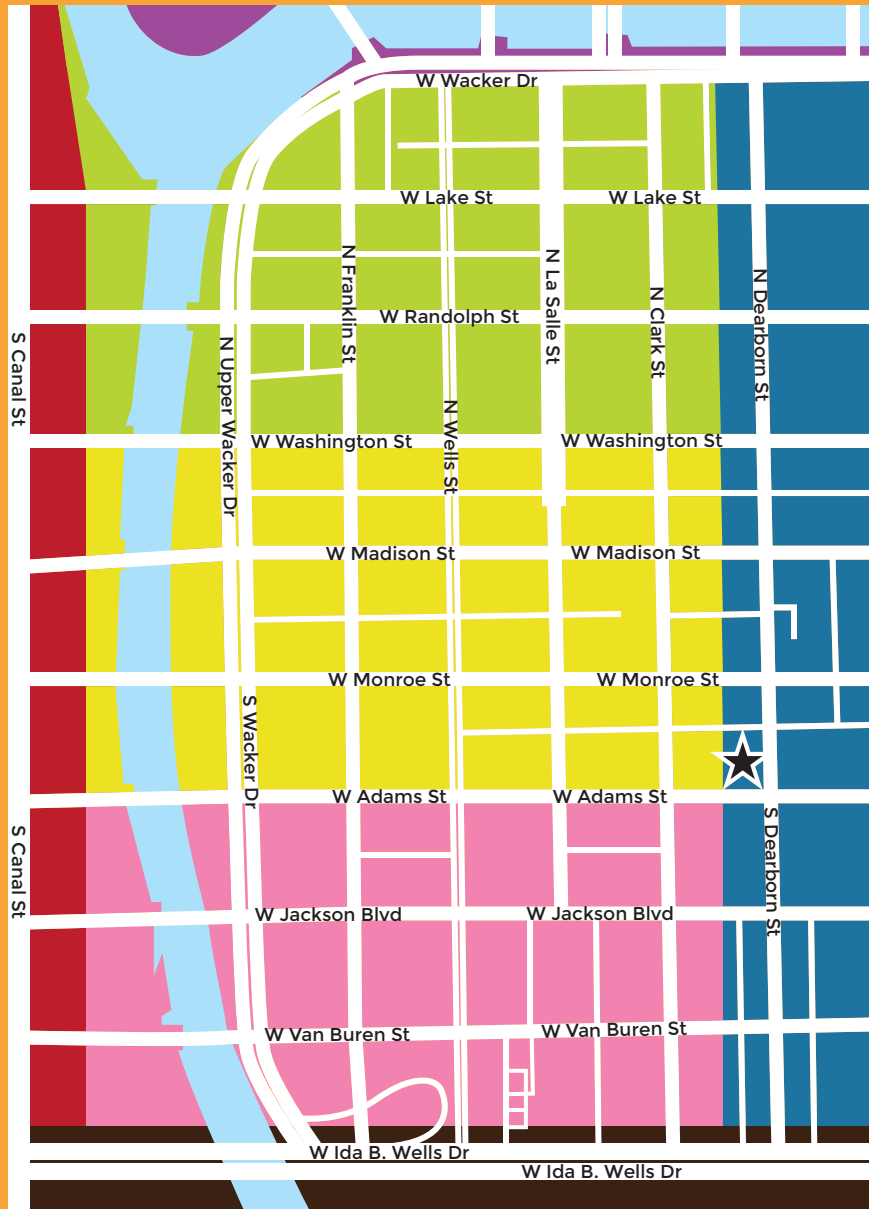 W Wacker Dr
W Lake St
W Lake St
N Franklin St
N La Salle St
N Clark St
N Dearborn St
W Randolph St
S Canal St
N Upper Wacker Dr
N Wells St
W Washington St
W Washington St
W Madison St
W Madison St
W Monroe St
W Monroe St
S Wacker Dr
W Adams St
W Adams St
S Dearborn St
S Canal St
W Jackson Blvd
W Jackson Blvd
W Van Buren St
W Van Buren St
W Ida B. Wells Dr
W Ida B. Wells Dr